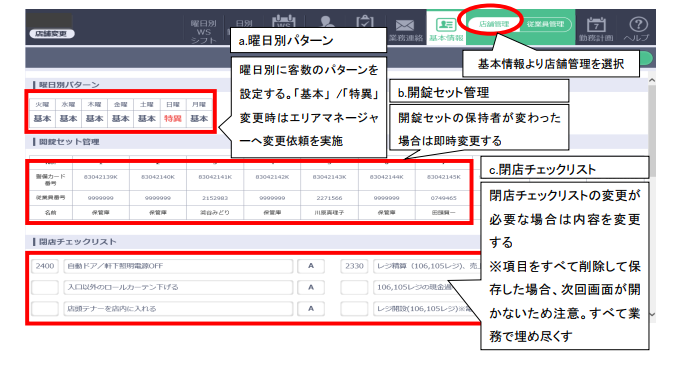 店舗変更
曜日別
WS
シフト
日別
業務連絡
基本情報
店舗管理
従業員管理
勤務計画
ヘルプ
a.曜日別パターン
曜日別に客数のパターンを
設定する。「基本」/「特異」
変更時はエリアマネージャ
ーへ変更依頼を実施
基本情報より店舗管理を選択
b.開錠セット管理
開錠セットの保持者が変わった
場合は即時変更する
c.閉店チェックリスト
閉店チェックリストの変更が
必要な場合は内容を変更
する
※項目をすべて削除して保
存した場合、次回画面が開
かないため注意。すべて業
務で埋め尽くす
曜日別パターン
火曜 水曜 木曜 金曜 土曜 日曜 月曜
基本 基本 基本 基本 基本 特異 基本
開錠セット管理
警備カード
番号
83042139K 83042140K 83042141K 83042142K 83042143K 83042144K 83042145K
従業員番号 9999999 9999999 2152983 9999999 2271566 9999999 0749465
名前 保管庫 保管庫 保管庫 保管庫
閉店チェックリスト
2400 自動ドア/軒下照明電源OFF A 2330 レジ精算(106,105レジ)、売
入口以外のロールカーテン下げる A 106,105レジの現金過
店頭テナーを店内に入れる A レジ開設(106,105レジ)※電